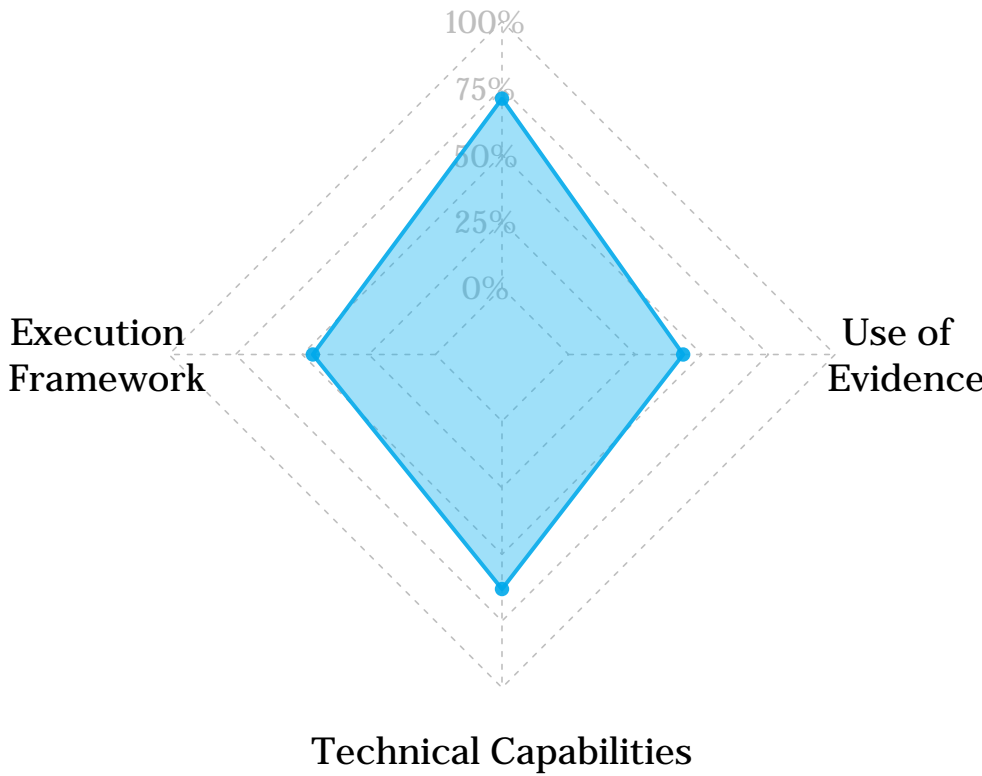 100%
75%
50%
25%
0%
Execution
Framework
Use of
Evidence
Technical Capabilities